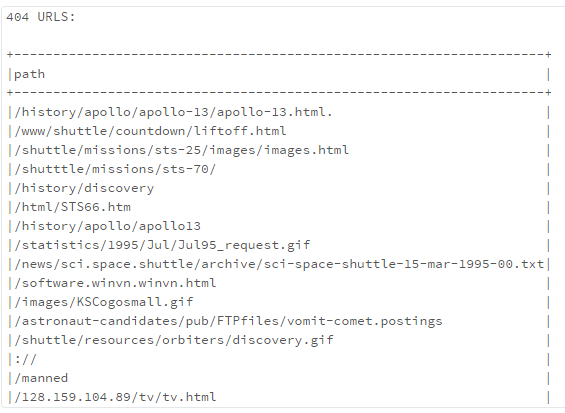 404 URLS:
+--------------------------------------------------------------------+
|path |
+--------------------------------------------------------------------+
|/history/apollo/apollo-13/apollo-13.html. |
|/www/shuttle/countdown/liftoff.html |
|/shuttle/missions/sts-25/images/images.html |
|/shutttle/missions/sts-70/ |
|/history/discovery |
|/html/STS66.htm |
|/history/apollo/apollo13 |
|/statistics/1995/Jul/Jul95_request.gif |
|/news/sci.space.shuttle/archive/sci-space-shuttle-15-mar-1995-00.txt|
|/software.winvn.winvn.html |
|/images/KSCogosmall.gif |
|/astronaut-candidates/pub/FTPfiles/vomit-comet.postings |
|/shuttle/resources/orbiters/discovery.gif |
|:// |
|/manned |
|/128.159.104.89/tv/tv.html |